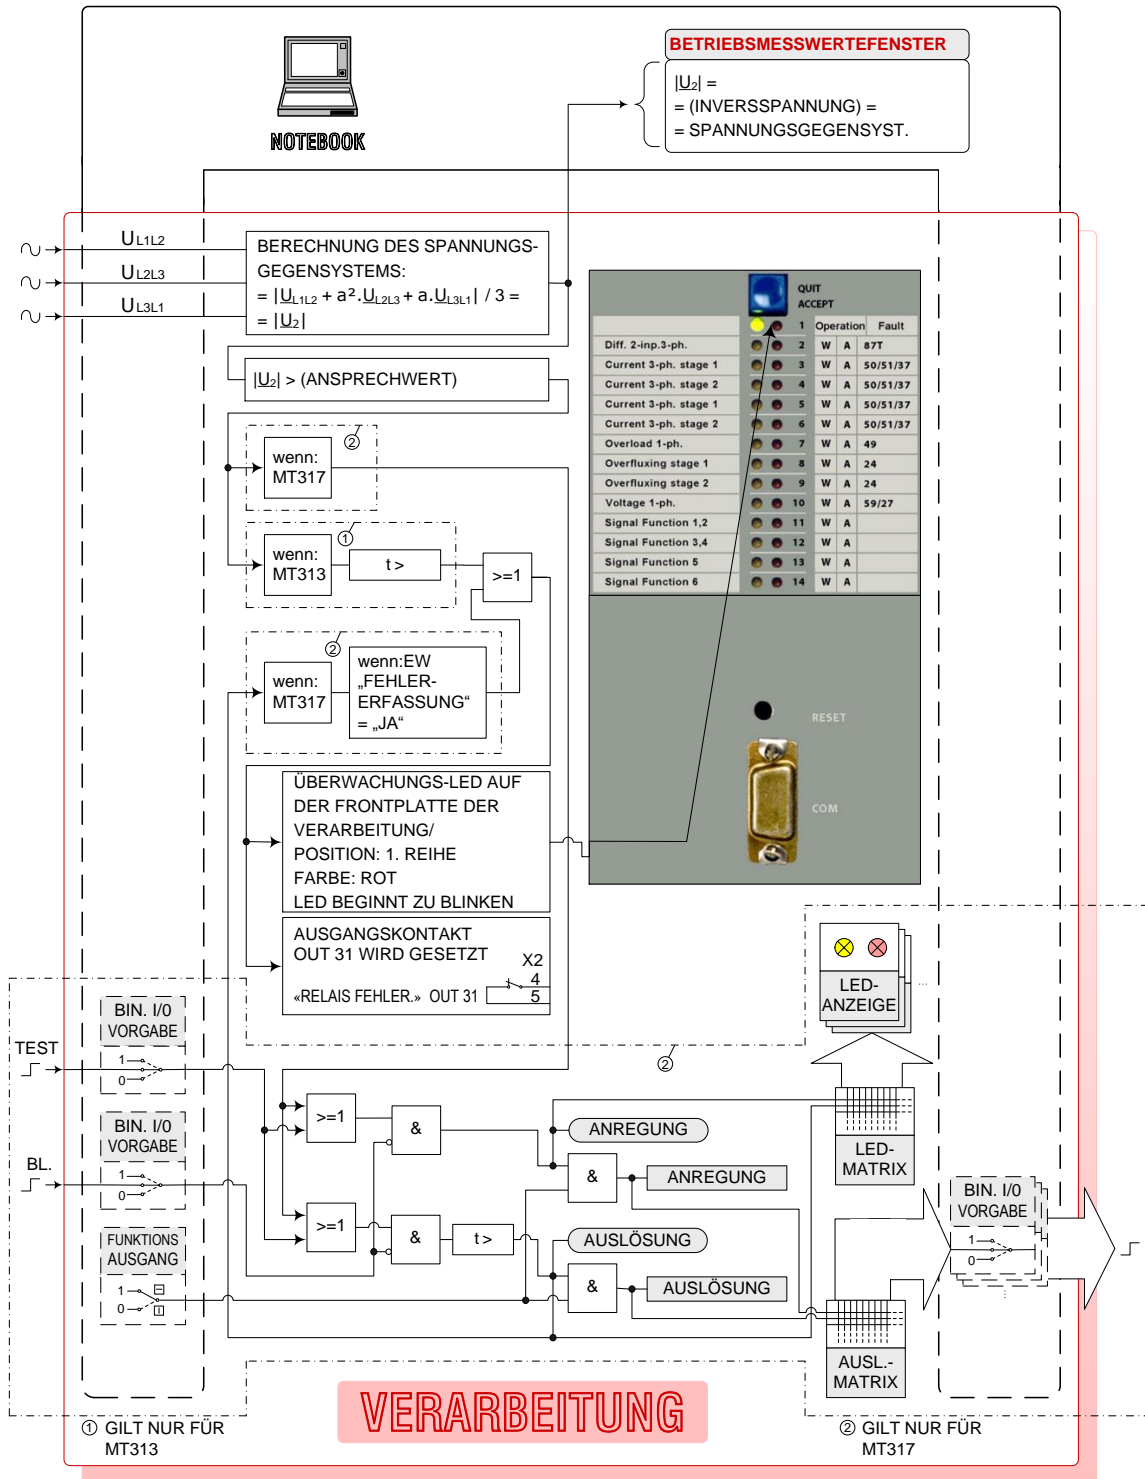 BETRIEBSMESSWERTEFENSTER
|U2| =
= (INVERSSPANNUNG) =
= SPANNUNGSGEGENSYST.
NOTEBOOK
UL1L2
UL2L3
UL3L1
BERECHNUNG DES SPANNUNGS-
GEGENSYSTEMS:
= |UL1L2 + a².UL2L3 + a.UL3L1| / 3 =
= |U2|
|U2| > (ANSPRECHWERT)
QUIT
ACCEPT
1 Operation Fault
Diff. 2-inp.3-ph. 2 W A 87T
Current 3-ph. stage 1 3 W A 50/51/37
Current 3-ph. stage 2 4 W A 50/51/37
Current 3-ph. stage 1 5 W A 50/51/37
Current 3-ph. stage 2 6 W A 50/51/37
Overload 1-ph. 7 W A 49
Overfluxing stage 1 8 W A 24
Overfluxing stage 2 9 W A 24
Voltage 1-ph. 10 W A 59/27
Signal Function 1,2 11 W A
Signal Function 3,4 12 W A
Signal Function 5 13 W A
Signal Function 6 14 W A
RESET
COM
②
wenn:
MT317
①
wenn:
MT313
t >
>=1
②
wenn:
MT317
wenn:EW
„FEHLER-
ERFASSUNG“
= „JA“
ÜBERWACHUNGS-LED AUF
DER FRONTPLATTE DER
VERARBEITUNG/
POSITION: 1. REIHE
FARBE: ROT
LED BEGINNT ZU BLINKEN
AUSGANGSKONTAKT
OUT 31 WIRD GESETZT
X2
4
«RELAIS FEHLER.» OUT 31
5
LED-
ANZEIGE
...
②
BIN. I/0
VORGABE
1
0
TEST
BIN. I/0
VORGABE
1
0
BL.
FUNKTIONS
AUSGANG
1
0
>=1
&
ANREGUNG
&
ANREGUNG
>=1
&
t >
AUSLÖSUNG
&
AUSLÖSUNG
LED-
MATRIX
BIN. I/0
VORGABE
1
0
...
AUSL.-
MATRIX
VERARBEITUNG
① GILT NUR FÜR
MT313
② GILT NUR FÜR
MT317